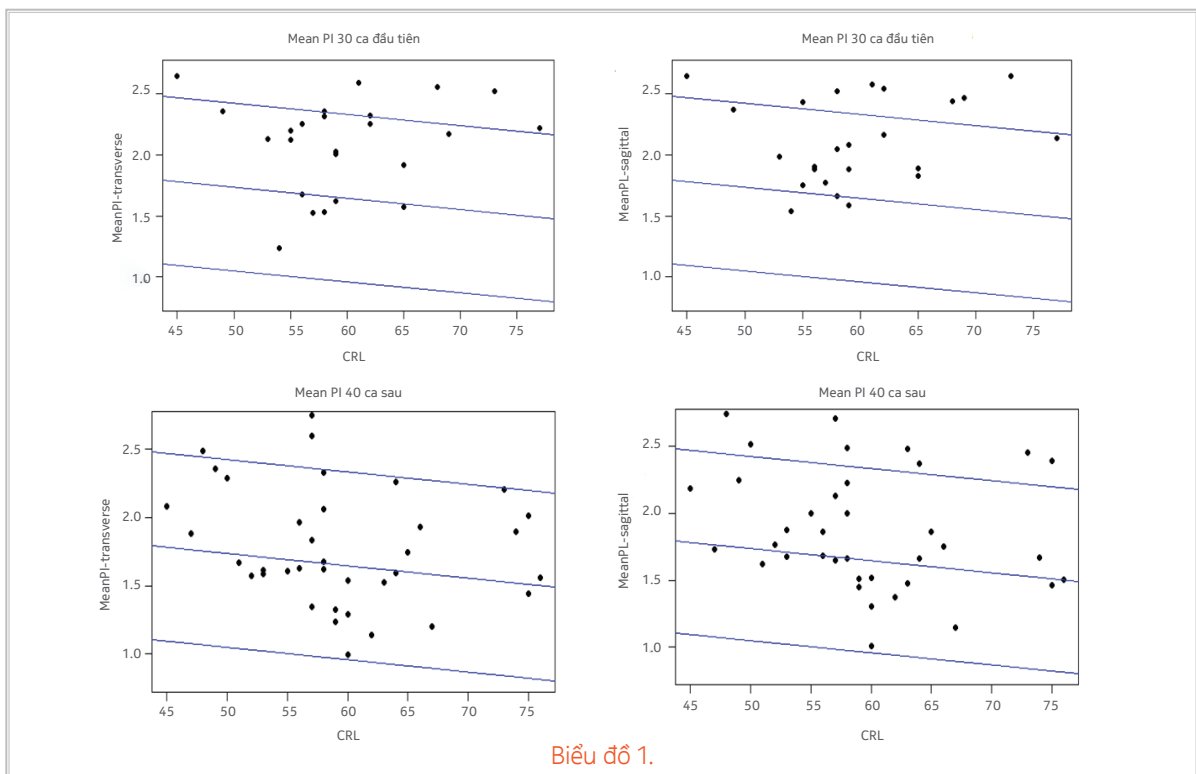 Mean PI 30 ca đầu tiên
MeanPI-transverse
2.5
2.0
1.5
1.0
45 50 55 60 65 70 75
CRL
Mean PI 30 ca đầu tiên
MeanPL-sagittal
2.5
2.0
1.5
1.0
45 50 55 60 65 70 75
CRL
Mean PI 40 ca sau
MeanPI-transverse
2.5
2.0
1.5
1.0
45 50 55 60 65 70 75
CRL
Mean PI 40 ca sau
MeanPL-sagittal
2.5
2.0
1.5
1.0
45 50 55 60 65 70 75
CRL
Biểu đồ 1.